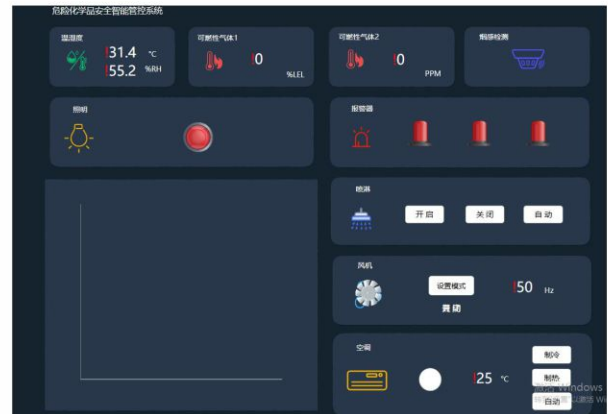 危险化学品安全智能管控系统
温湿度
!31.4 ℃
!55.2 %RH
可燃性气体1
!0
%LEL
可燃性气体2
!0
PPM
烟感检测
照明
报警器
喷淋
开启 关闭 自动
风机
设置模式
!50 Hz
空调
!25 ℃
制冷
制热
自动
激活 Windows